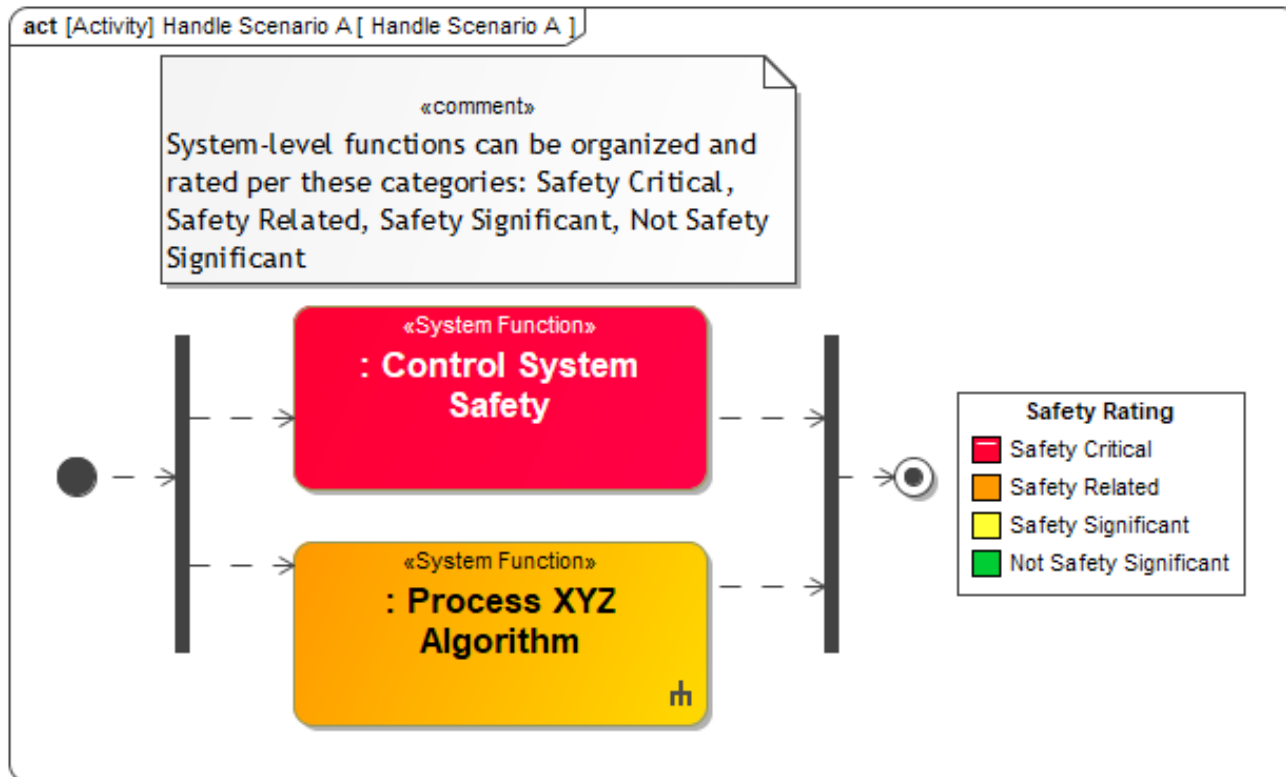 act [Activity] Handle Scenario A [ Handle Scenario A ]
«comment»
System-level functions can be organized and
rated per these categories: Safety Critical,
Safety Related, Safety Significant, Not Safety
Significant
«System Function»
: Control System
Safety
«System Function»
: Process XYZ
Algorithm
Safety Rating
Safety Critical
Safety Related
Safety Significant
Not Safety Significant